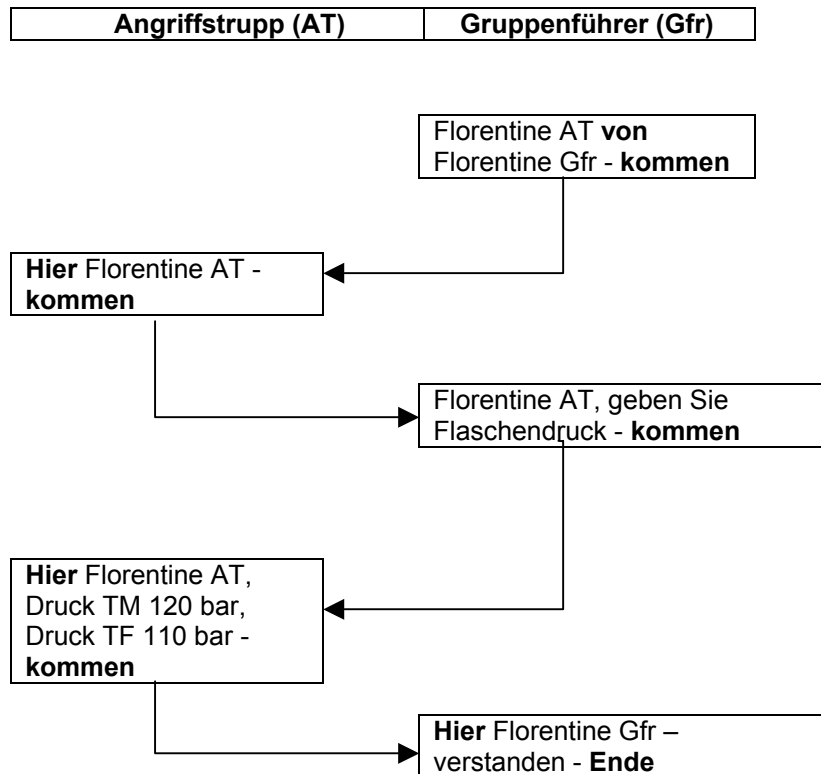 Angriffstrupp (AT) Gruppenführer (Gfr)
Florentine AT von
Florentine Gfr - kommen
Hier Florentine AT -
kommen
Florentine AT, geben Sie
Flaschendruck - kommen
Hier Florentine AT,
Druck TM 120 bar,
Druck TF 110 bar -
kommen
Hier Florentine Gfr –
verstanden - Ende